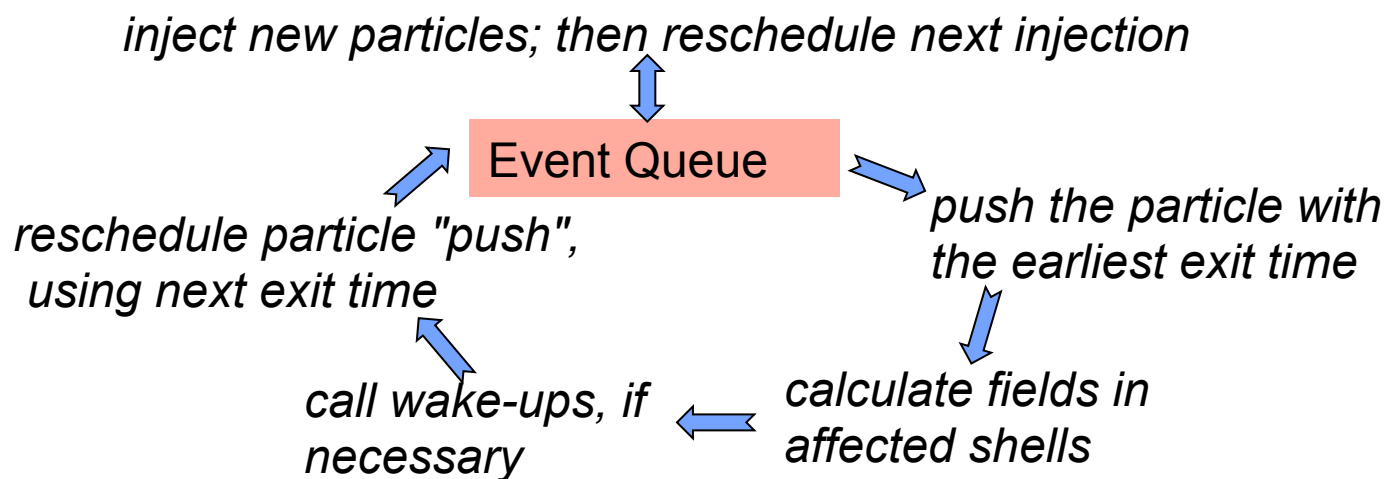 inject new particles; then reschedule next injection
Event Queue
push the particle with
the earliest exit time
calculate fields in
affected shells
call wake-ups, if
necessary
reschedule particle "push",
using next exit time